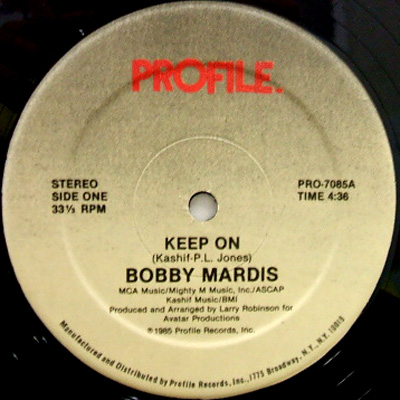 PROFILE.
STEREO
SIDE ONE
33⅓ RPM
PRO-7085A
TIME 4:36
KEEP ON
(Kashif-P.L. Jones)
BOBBY MARDIS
MCA Music/Mighty M Music, Inc./ASCAP
Kashif Music/BMI
Produced and Arranged by Larry Robinson for
Avatar Productions
℗1985 Profile Records, Inc.
Manufactured and Distributed by Profile Records, Inc., 1775 Broadway, N.Y., N.Y. 10019